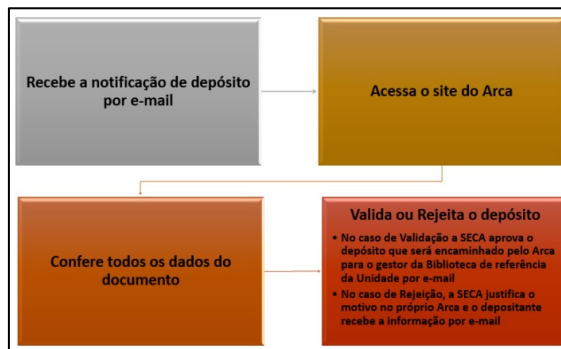 Recebe a notificação de depósito
por e-mail
Acessa o site do Arca
Confere todos os dados do
documento
Valida ou Rejeita o depósito
• No caso de Validação a SECA aprova o
depósito que será encaminhado pelo Arca
para o gestor da Biblioteca de referência
da Unidade por e-mail
• No caso de Rejeição, a SECA justifica o
motivo no próprio Arca e o depositante
recebe a informação por e-mail